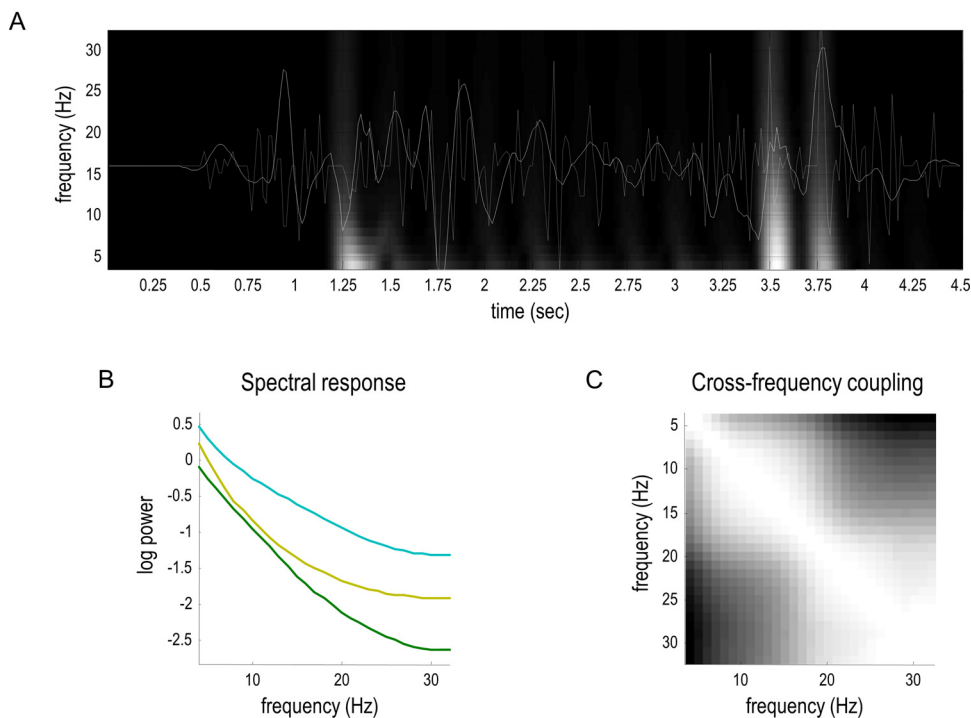 A
frequency (Hz)
30
25
20
15
10
5
0.25 0.5 0.75 1 1.25 1.5 1.75 2 2.25 2.5 2.75 3 3.25 3.5 3.75 4 4.25 4.5
time (sec)
B
Spectral response
log power
0.5
0
-0.5
-1
-1.5
-2
-2.5
10 20 30
frequency (Hz)
C
Cross-frequency coupling
frequency (Hz)
5
10
15
20
25
30
10 20 30
frequency (Hz)